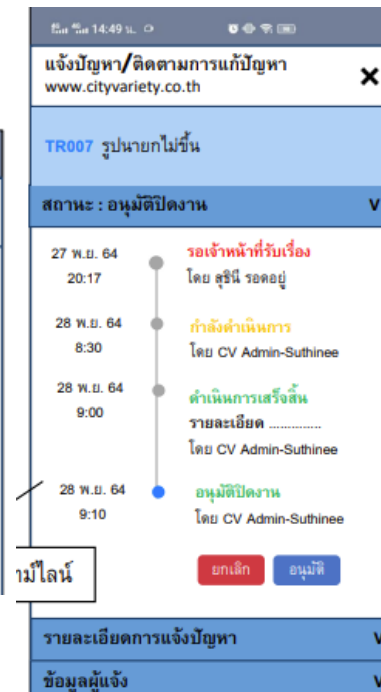 14:49 น.
แจ้งปัญหา/ติดตามการแก้ปัญหา
www.cityvariety.co.th
TR007 รูปนายกไม่ขึ้น
สถานะ : อนุมัติปิดงาน
V
27 พ.ย. 64
20:17
รอเจ้าหน้าที่รับเรื่อง
โดย สุธินี รอดอยู่
28 พ.ย. 64
8:30
กำลังดำเนินการ
โดย CV Admin-Suthinee
28 พ.ย. 64
9:00
ดำเนินการเสร็จสิ้น
รายละเอียด ...............
โดย CV Admin-Suthinee
28 พ.ย. 64
9:10
อนุมัติปิดงาน
โดย CV Admin-Suthinee
ม์ไลน์
ยกเลิก
อนุมัติ
รายละเอียดการแจ้งปัญหา
V
ข้อมูลผู้แจ้ง
V